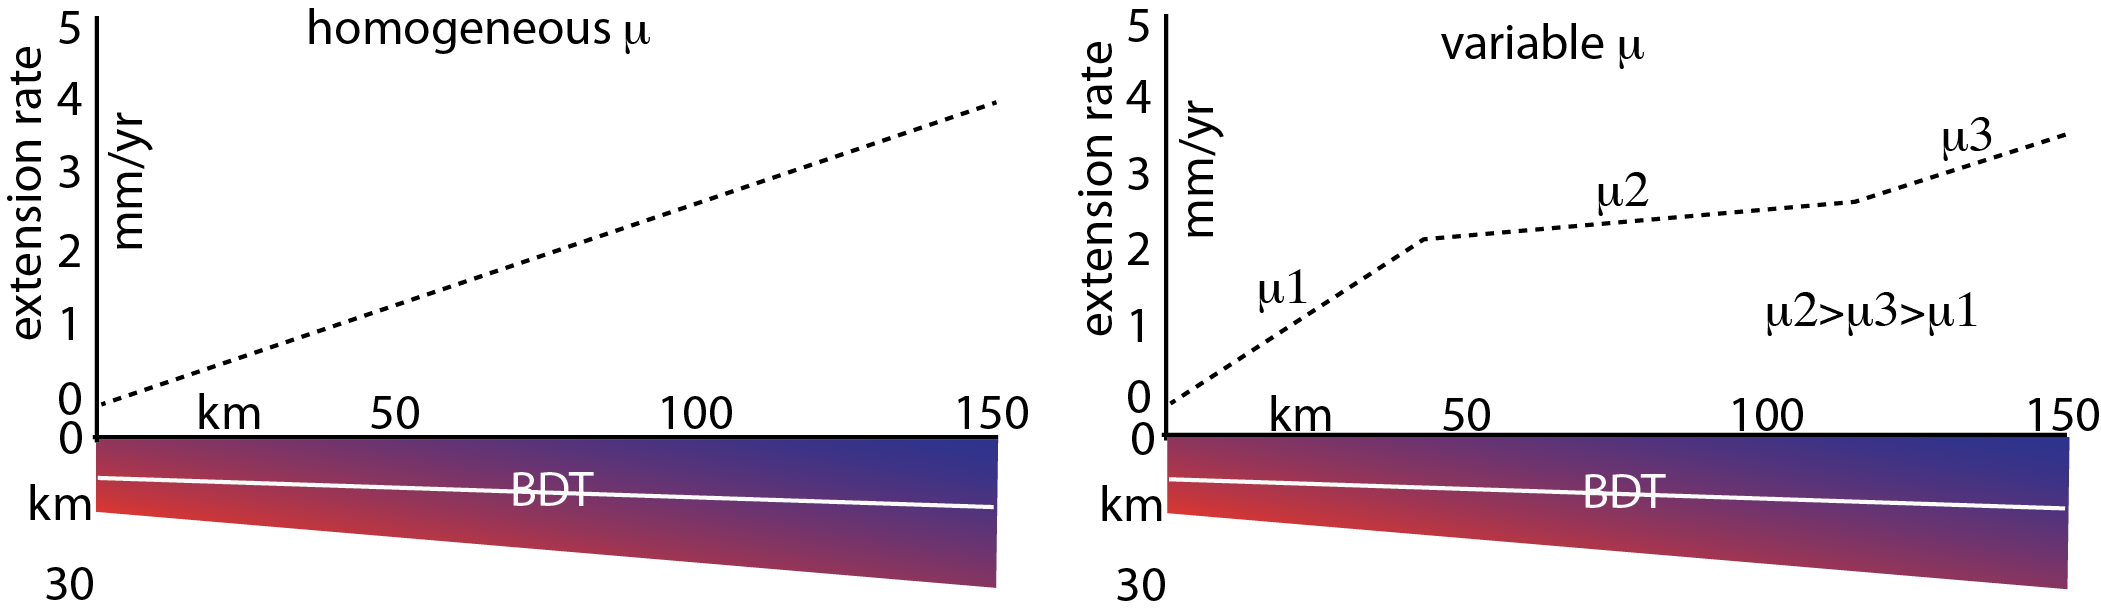 homogeneous μ
extension rate
mm/yr
5
4
3
2
1
0
km 50 100 150
0
BDT
km
30
variable μ
extension rate
mm/yr
5
4
3
2
1
0
μ1
μ2
μ3
μ2>μ3>μ1
km 50 100 150
0
BDT
km
30